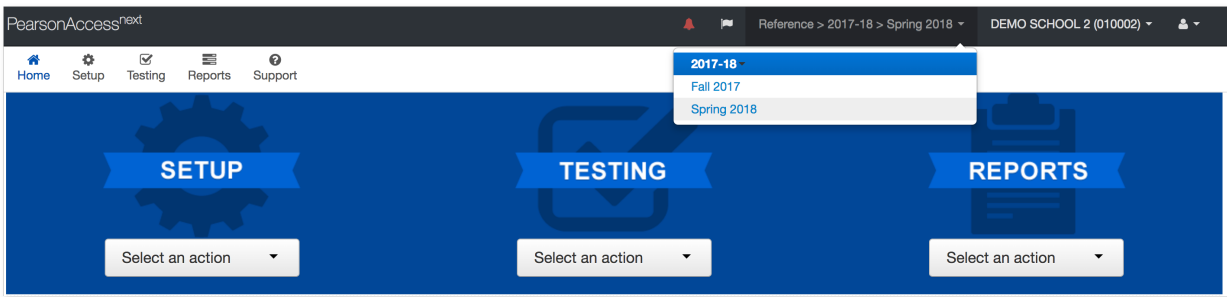 PearsonAccessnext
Reference > 2017-18 > Spring 2018
DEMO SCHOOL 2 (010002)
Home
Setup
Testing
Reports
Support
2017-18
Fall 2017
Spring 2018
SETUP
TESTING
REPORTS
Select an action
Select an action
Select an action